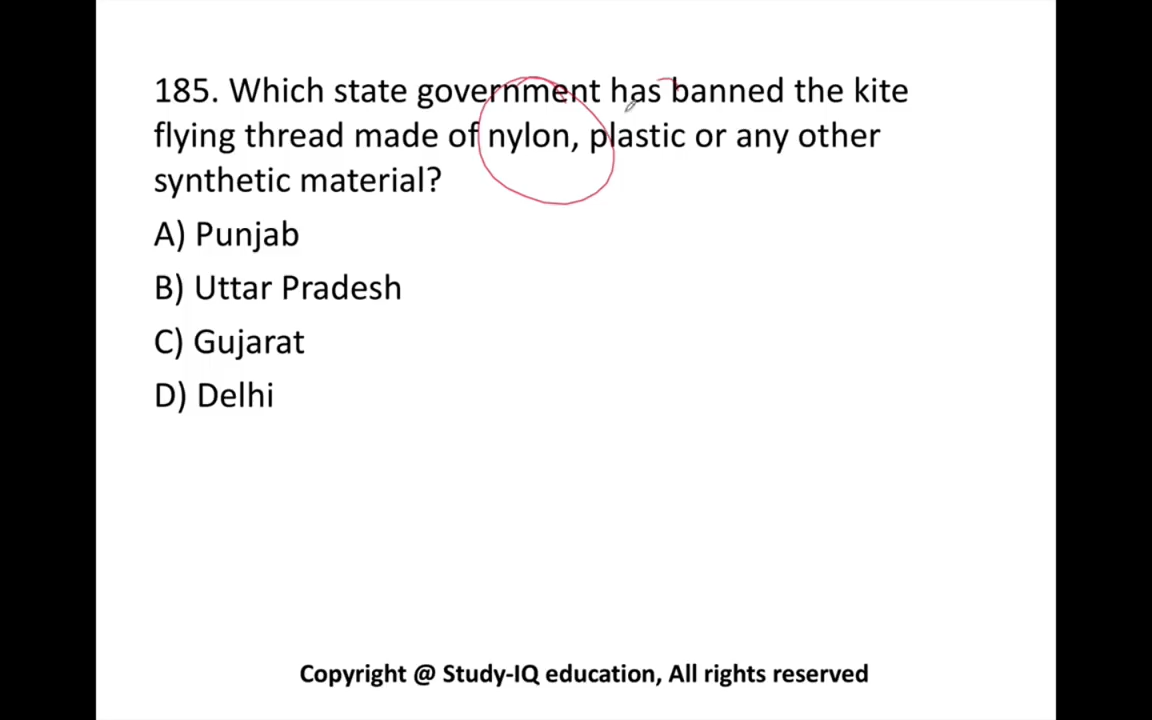 185. Which state government has banned the kite
flying thread made of nylon, plastic or any other
synthetic material?
A) Punjab
B) Uttar Pradesh
C) Gujarat
D) Delhi
Copyright @ Study-IQ education, All rights reserved